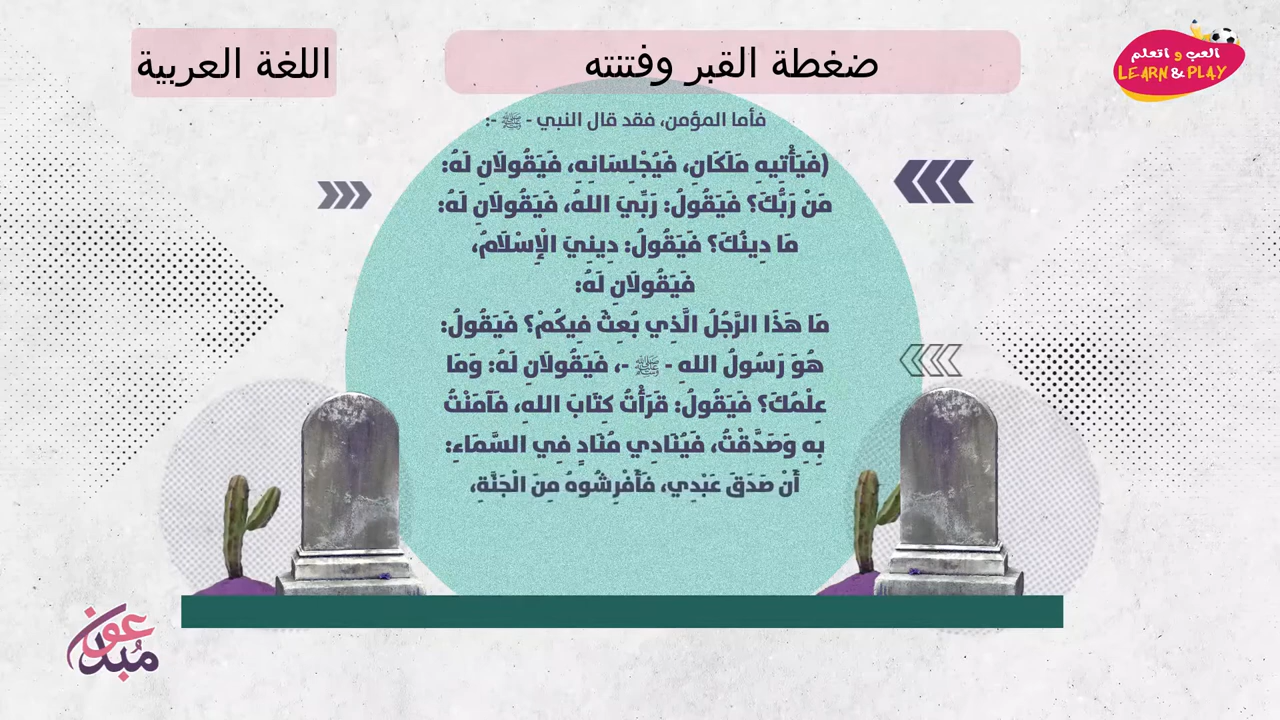 اللغة العربية
ضغطة القبر وفتنته
العب و اتعلم
LEARN & PLAY
فأما المؤمن، فقد قال النبي - ﷺ -:
(فَيَأْتِيهِ مَلَكَانِ، فَيُجْلِسَانِهِ، فَيَقُولَانِ لَهُ:
مَنْ رَبُّكَ؟ فَيَقُولُ: رَبِّيَ اللهُ، فَيَقُولَانِ لَهُ:
مَا دِينُكَ؟ فَيَقُولُ: دِينِيَ الْإِسْلَامُ،
فَيَقُولَانِ لَهُ:
مَا هَذَا الرَّجُلُ الَّذِي بُعِثَ فِيكُمْ؟ فَيَقُولُ:
هُوَ رَسُولُ اللهِ - ﷺ -، فَيَقُولَانِ لَهُ: وَمَا
عِلْمُكَ؟ فَيَقُولُ: قَرَأْتُ كِتَابَ اللهِ، فَآمَنْتُ
بِهِ وَصَدَّقْتُ، فَيُنَادِي مُنَادٍ فِي السَّمَاءِ:
أَنْ صَدَقَ عَبْدِي، فَأَفْرِشُوهُ مِنَ الْجَنَّةِ،
مُبدعون